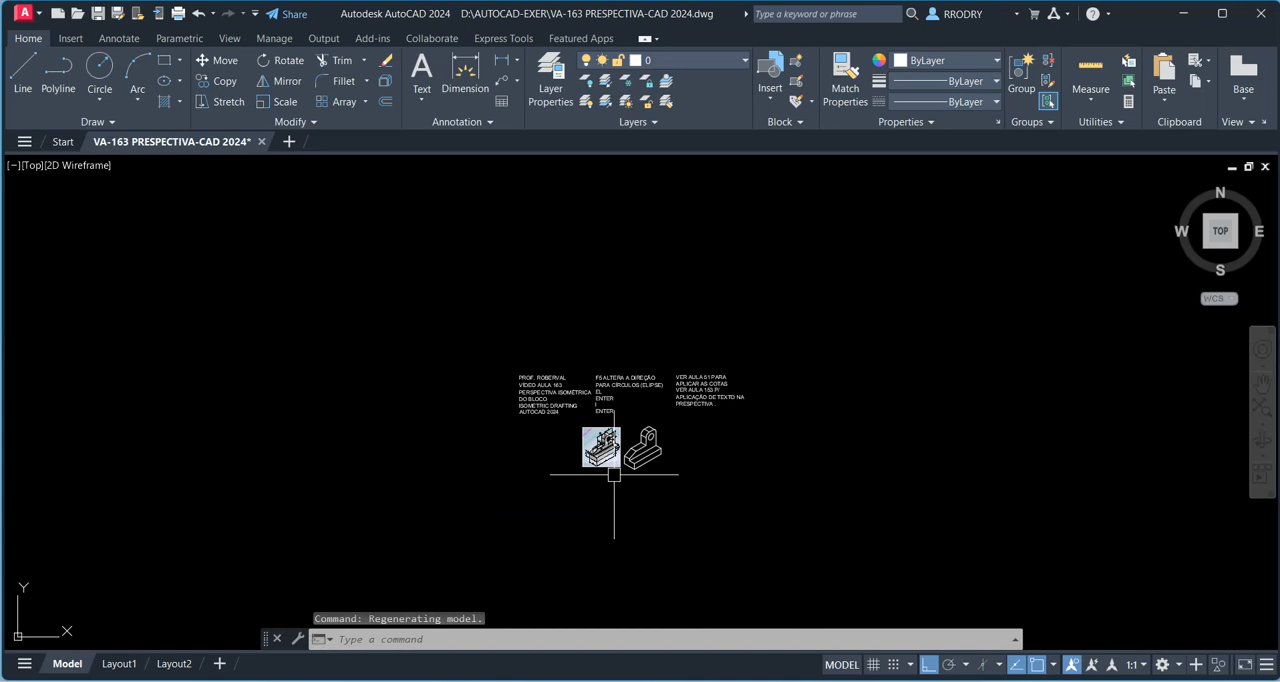 A Share Autodesk AutoCAD 2024 D:\AUTOCAD-EXER\VA-163 PRESPECTIVA-CAD 2024.dwg Type a keyword or phrase RRODRY
Home Insert Annotate Parametric View Manage Output Add-ins Collaborate Express Tools Featured Apps
Line Polyline Circle Arc
Draw
Move Rotate Trim
Copy Mirror Fillet
Stretch Scale Array
Modify
Text Dimension
Annotation
Layer Properties
0
Layers
Insert
Block
Match Properties
ByLayer
ByLayer
ByLayer
Properties
Group
Groups
Measure
Utilities
Paste
Clipboard
Base
View
Start VA-163 PRESPECTIVA-CAD 2024*
[−][Top][2D Wireframe]
N
W TOP E
S
WCS
PROF. ROBERVAL
VÍDEO AULA 163
PERSPECTIVA ISOMÉTRICA
DO BLOCO
ISOMETRIC DRAFTING
AUTOCAD 2024
F5 ALTERA A DIREÇÃO
PARA CÍRCULOS (ELIPSE)
EL
ENTER
I
ENTER
VER AULA 51 PARA
APLICAR AS COTAS
VER AULA 153 P/
APLICAÇÃO DE TEXTO NA
PRESPECTIVA .
Y
X
Command: Regenerating model.
Type a command
Model Layout1 Layout2 MODEL 1:1